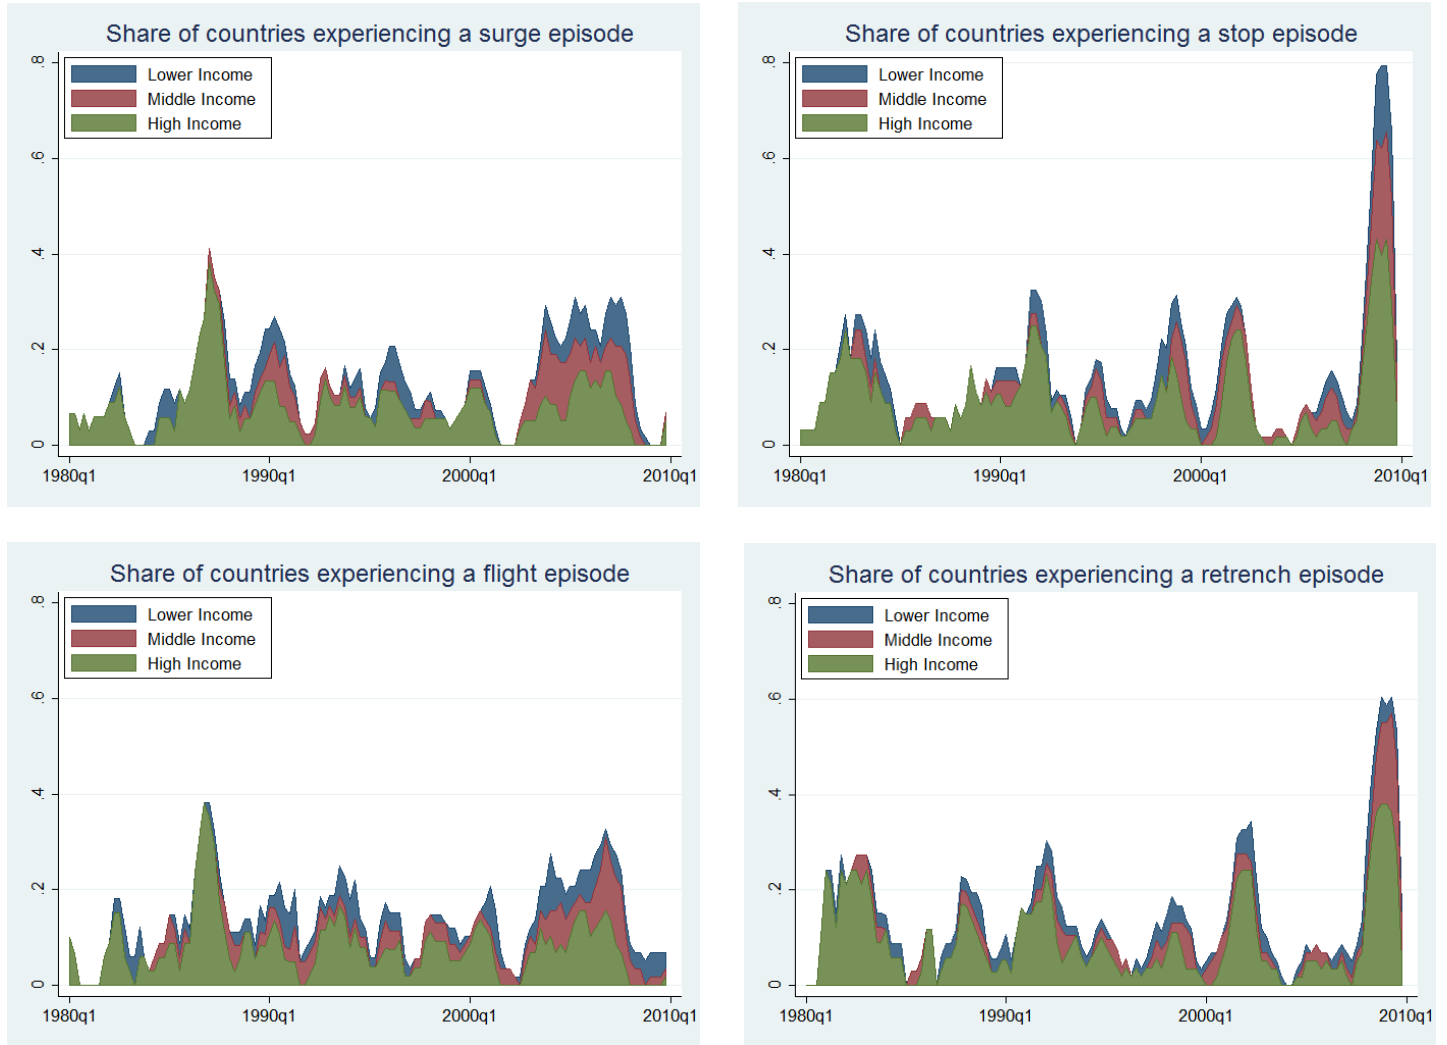 Share of countries experiencing a surge episode
Lower Income
Middle Income
High Income
.8
.6
.4
.2
0
1980q1 1990q1 2000q1 2010q1
Share of countries experiencing a stop episode
Lower Income
Middle Income
High Income
.8
.6
.4
.2
0
1980q1 1990q1 2000q1 2010q1
Share of countries experiencing a flight episode
Lower Income
Middle Income
High Income
.8
.6
.4
.2
0
1980q1 1990q1 2000q1 2010q1
Share of countries experiencing a retrench episode
Lower Income
Middle Income
High Income
.8
.6
.4
.2
0
1980q1 1990q1 2000q1 2010q1